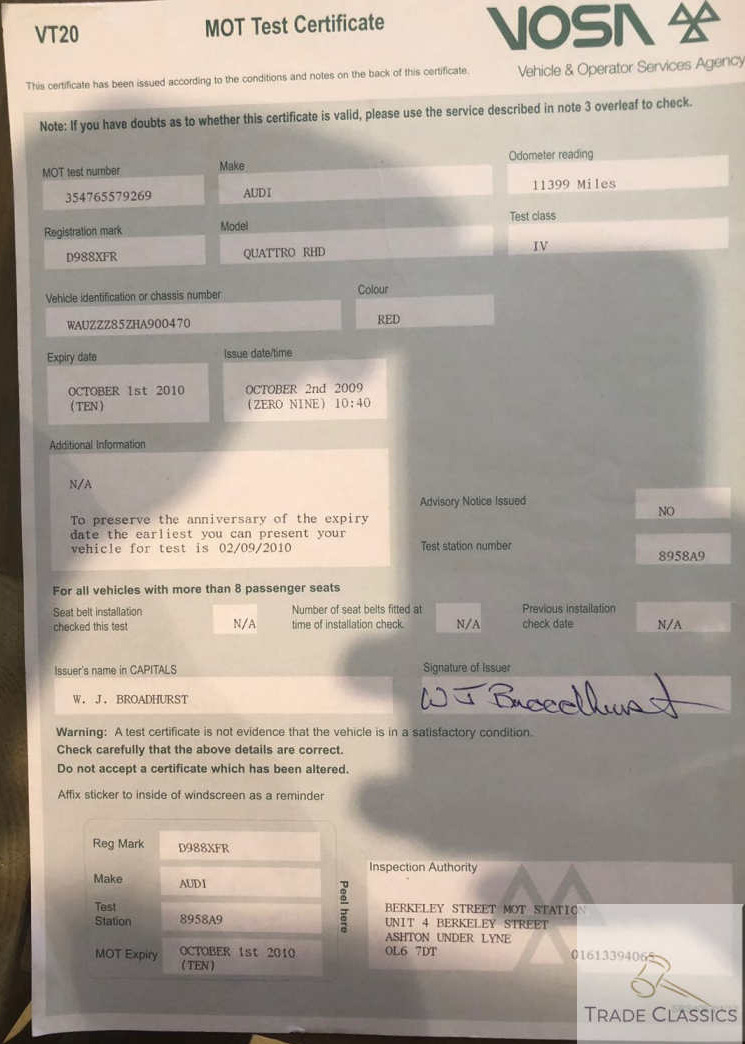 VT20
MOT Test Certificate
VOSA
Vehicle & Operator Services Agency
This certificate has been issued according to the conditions and notes on the back of this certificate.
Note: If you have doubts as to whether this certificate is valid, please use the service described in note 3 overleaf to check.
MOT test number
354765579269
Make
AUDI
Odometer reading
11399 Miles
Registration mark
D988XFR
Model
QUATTRO RHD
Test class
IV
Vehicle identification or chassis number
WAUZZZ85ZHA900470
Colour
RED
Expiry date
OCTOBER 1st 2010
(TEN)
Issue date/time
OCTOBER 2nd 2009
(ZERO NINE) 10:40
Additional Information
N/A
To preserve the anniversary of the expiry
date the earliest you can present your
vehicle for test is 02/09/2010
Advisory Notice Issued
NO
Test station number
8958A9
For all vehicles with more than 8 passenger seats
Seat belt installation
checked this test
N/A
Number of seat belts fitted at
time of installation check.
N/A
Previous installation
check date
N/A
Issuer's name in CAPITALS
W. J. BROADHURST
Signature of Issuer
W J Broadhurst
Warning: A test certificate is not evidence that the vehicle is in a satisfactory condition.
Check carefully that the above details are correct.
Do not accept a certificate which has been altered.
Affix sticker to inside of windscreen as a reminder
Reg Mark
D988XFR
Make
AUDI
Test
Station
8958A9
MOT Expiry
OCTOBER 1st 2010
(TEN)
Peel here
Inspection Authority
BERKELEY STREET MOT STATION
UNIT 4 BERKELEY STREET
ASHTON UNDER LYNE
OL6 7DT
01613394065
TRADE CLASSICS